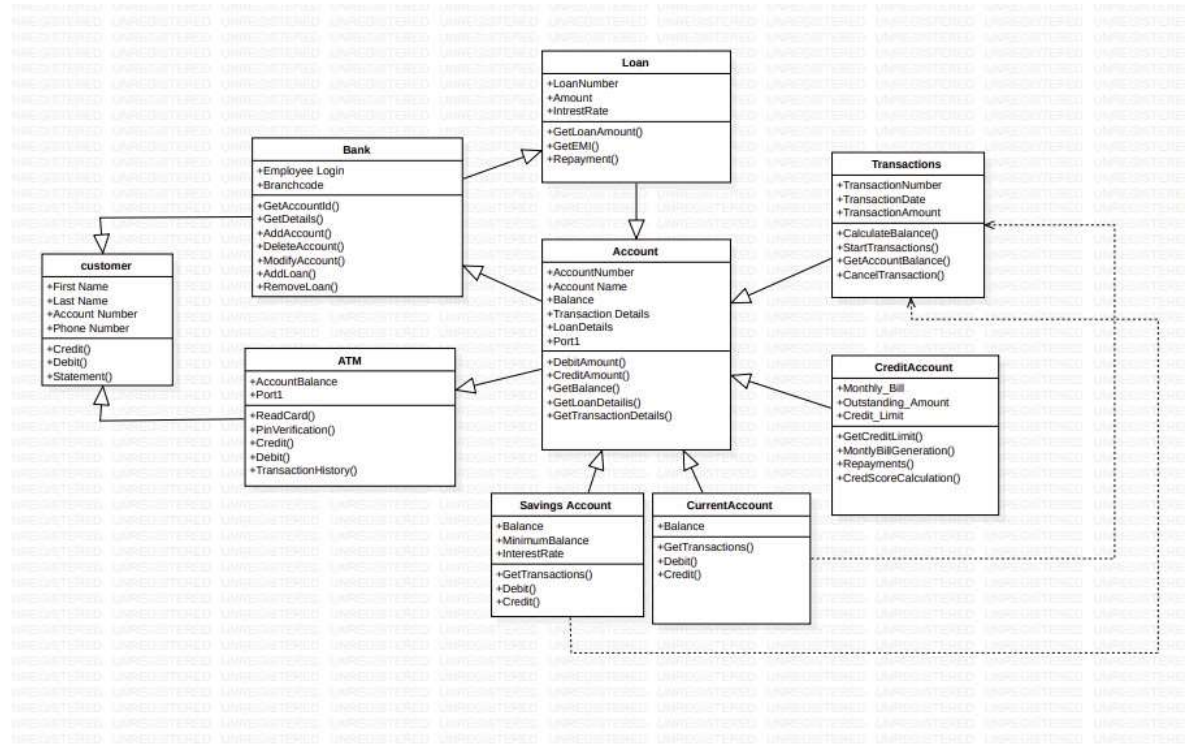 Loan
+LoanNumber
+Amount
+IntrestRate
+GetLoanAmount()
+GetEMI()
+Repayment()
Bank
+Employee Login
+Branchcode
+GetAccountId()
+GetDetails()
+AddAccount()
+DeleteAccount()
+ModifyAccount()
+AddLoan()
+RemoveLoan()
Transactions
+TransactionNumber
+TransactionDate
+TransactionAmount
+CalculateBalance()
+StartTransactions()
+GetAccountBalance()
+CancelTransaction()
customer
+First Name
+Last Name
+Account Number
+Phone Number
+Credit()
+Debit()
+Statement()
Account
+AccountNumber
+Account Name
+Balance
+Transaction Details
+LoanDetails
+Port1
+DebitAmount()
+CreditAmount()
+GetBalance()
+GetLoanDetailis()
+GetTransactionDetails()
ATM
+AccountBalance
+Port1
+ReadCard()
+PinVerification()
+Credit()
+Debit()
+TransactionHistory()
CreditAccount
+Monthly_Bill
+Outstanding_Amount
+Credit_Limit
+GetCreditLimit()
+MontlyBillGeneration()
+Repayments()
+CredScoreCalculation()
Savings Account
+Balance
+MinimumBalance
+InterestRate
+GetTransactions()
+Debit()
+Credit()
CurrentAccount
+Balance
+GetTransactions()
+Debit()
+Credit()
UNREGISTERED